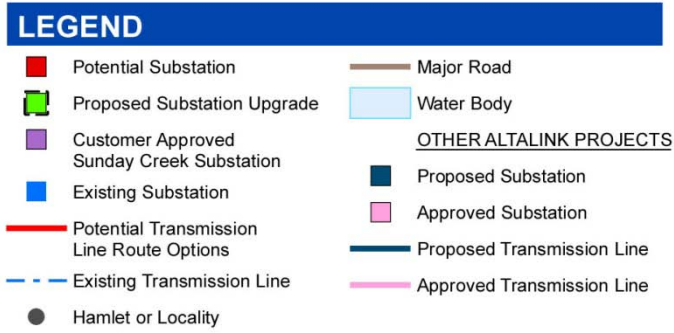 LEGEND
Potential Substation
Proposed Substation Upgrade
Customer Approved
Sunday Creek Substation
Existing Substation
Potential Transmission
Line Route Options
Existing Transmission Line
Hamlet or Locality
Major Road
Water Body
OTHER ALTALINK PROJECTS
Proposed Substation
Approved Substation
Proposed Transmission Line
Approved Transmission Line